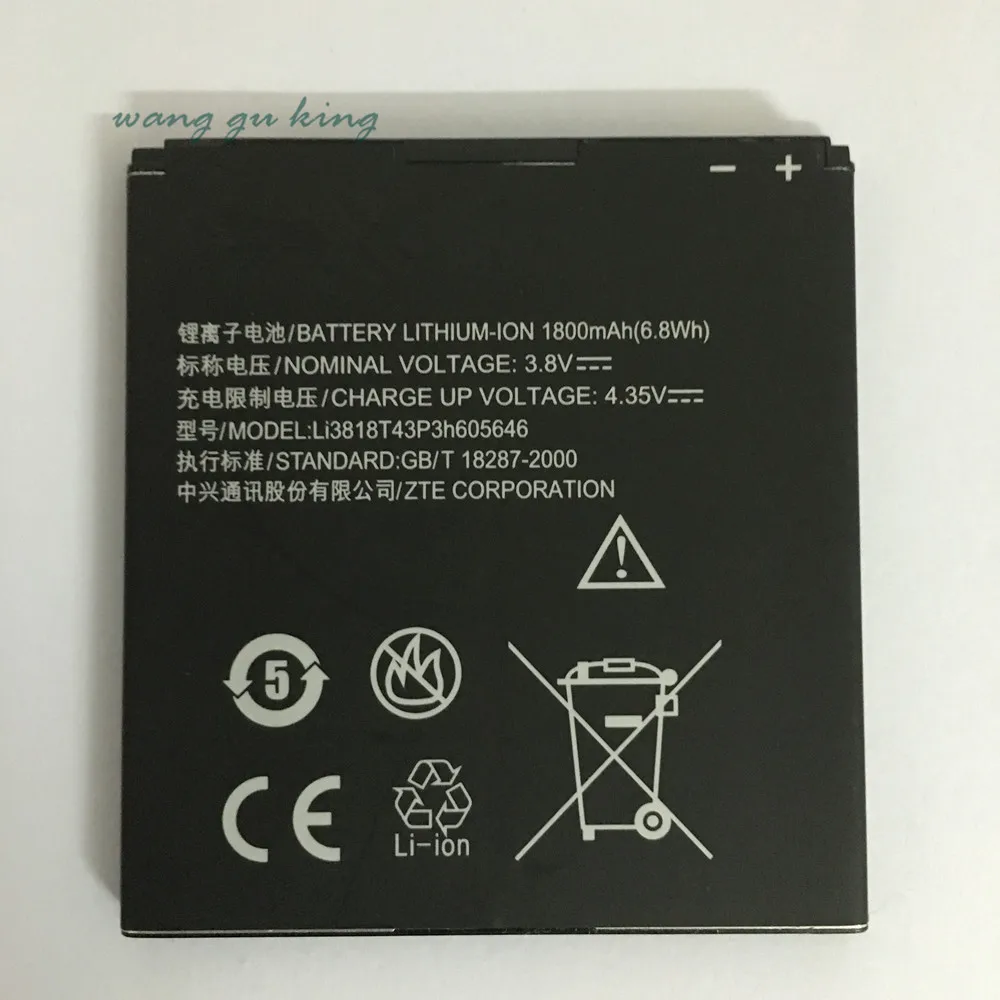 wang gu king
− +
锂离子电池/BATTERY LITHIUM-ION 1800mAh(6.8Wh)
标称电压/NOMINAL VOLTAGE: 3.8V
充电限制电压/CHARGE UP VOLTAGE: 4.35V
型号/MODEL:Li3818T43P3h605646
执行标准/STANDARD:GB/T 18287-2000
中兴通讯股份有限公司/ZTE CORPORATION
5
CE
Li-ion